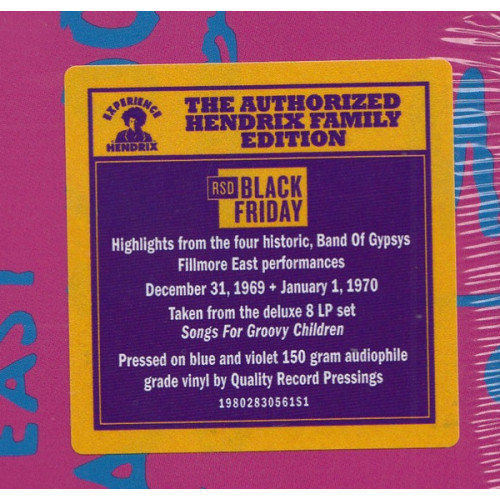 EXPERIENCE
HENDRIX
THE AUTHORIZED
HENDRIX FAMILY
EDITION
RSD BLACK
FRIDAY
Highlights from the four historic, Band Of Gypsys
Fillmore East performances
December 31, 1969 + January 1, 1970
Taken from the deluxe 8 LP set
Songs For Groovy Children
Pressed on blue and violet 150 gram audiophile
grade vinyl by Quality Record Pressings
19802830561S1
EAST